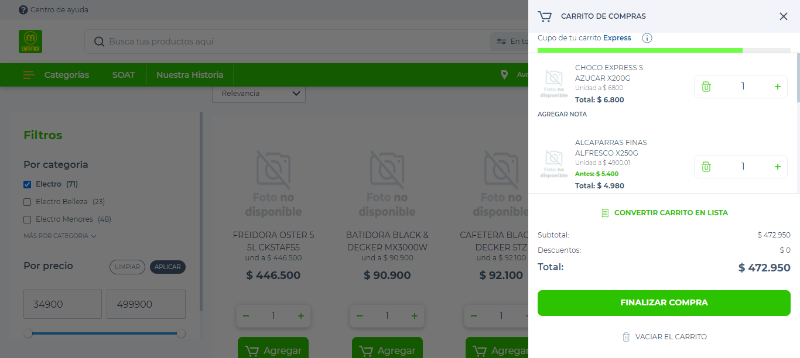 Centro de ayuda
Busca tus productos aquí
En to
Categorías
SOAT
Nuestra Historia
Relevancia
Filtros
Por categoría
Electro (71)
Electro Belleza (23)
Electro Menores (48)
MÁS POR CATEGORIA
Por precio
LIMPIAR
APLICAR
34900
499900
Foto no
disponible
FREIDORA OSTER 5
5L CKSTAF55
und a $ 446.500
$ 446.500
1
Agregar
Foto no
disponible
BATIDORA BLACK &
DECKER MX3000W
und a $ 90.900
$ 90.900
1
Agregar
Foto no
disponible
CAFETERA BLACK
DECKER 5TZ
und a $ 92.100
$ 92.100
1
Agregar
CARRITO DE COMPRAS
Cupo de tu carrito Express
Foto no
disponible
CHOCO EXPRESS S
AZUCAR X200G
Unidad a $ 6800
Total: $ 6.800
1
AGREGAR NOTA
Foto no
disponible
ALCAPARRAS FINAS
ALFRESCO X250G
Unidad a $ 4980.01
Antes: $ 5.400
Total: $ 4.980
1
CONVERTIR CARRITO EN LISTA
Subtotal: $ 472.950
Descuentos: $ 0
Total: $ 472.950
FINALIZAR COMPRA
VACIAR EL CARRITO